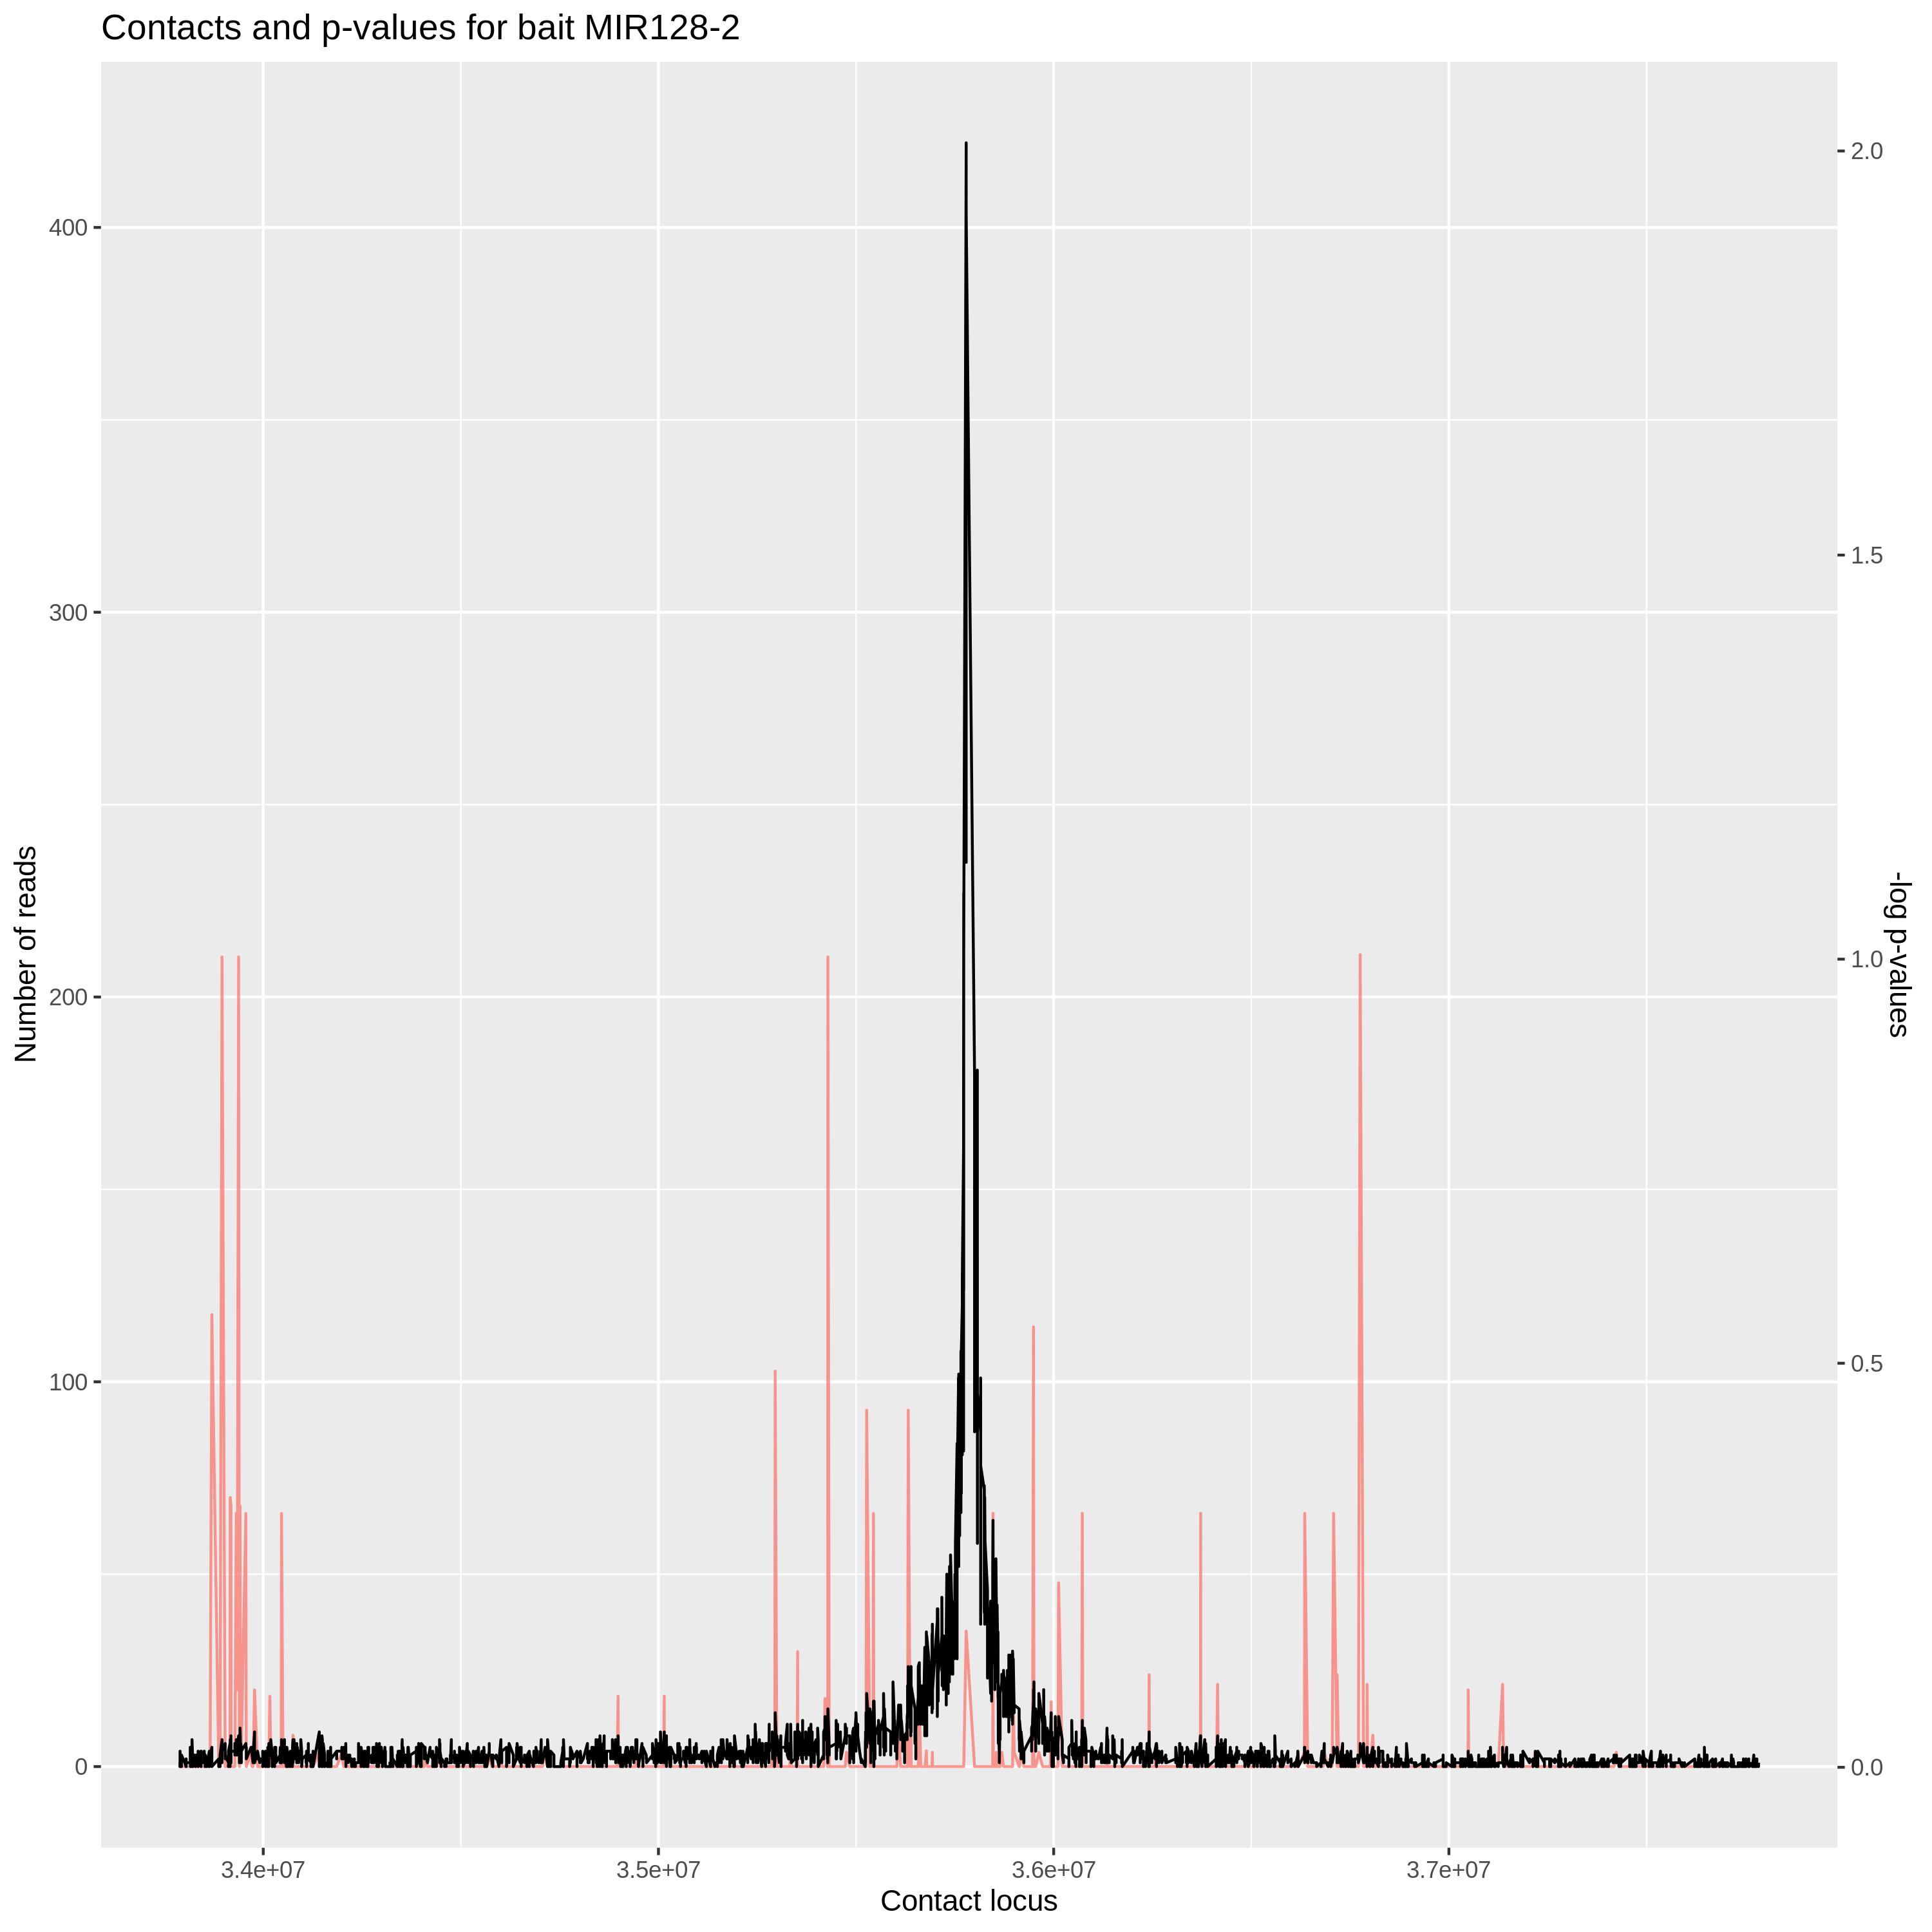 Contacts and p-values for bait MIR128-2
Number of reads
400
300
200
100
0
2.0
1.5
1.0
0.5
0.0
-log p-values
3.4e+07 3.5e+07 3.6e+07 3.7e+07
Contact locus